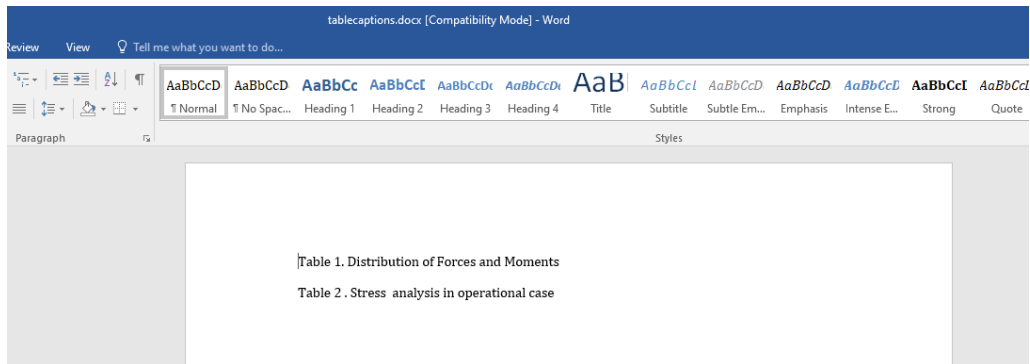 tablecaptions.docx [Compatibility Mode] - Word
Review View Tell me what you want to do...
AaBbCcD AaBbCcD AaBbCc AaBbCcI AaBbCcDc AaBbCcDc AaB AaBbCcI AaBbCcD AaBbCcD AaBbCcD AaBbCcI AaBbCcD
¶ Normal ¶ No Spac... Heading 1 Heading 2 Heading 3 Heading 4 Title Subtitle Subtle Em... Emphasis Intense E... Strong Quote
Paragraph Styles
Table 1. Distribution of Forces and Moments
Table 2 . Stress  analysis in operational case